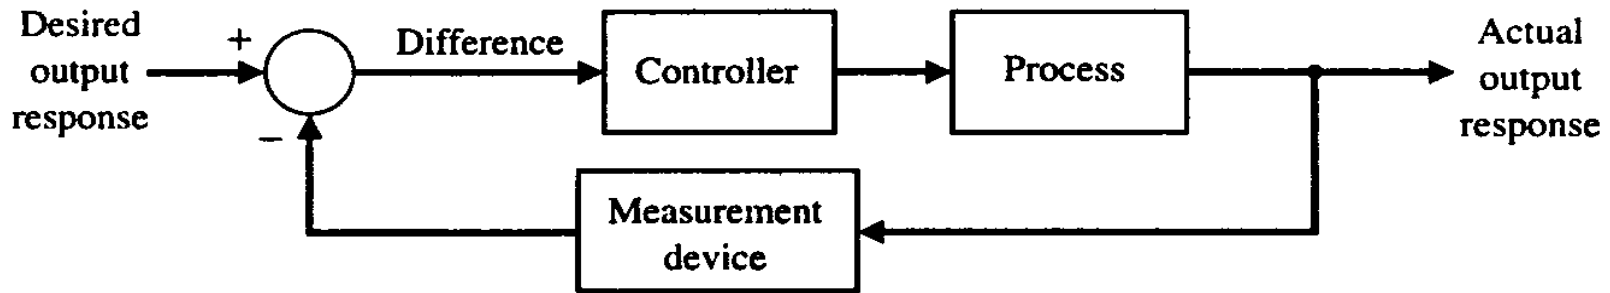 Desired
output
response
+
−
Difference
Controller
Process
Actual
output
response
Measurement
device